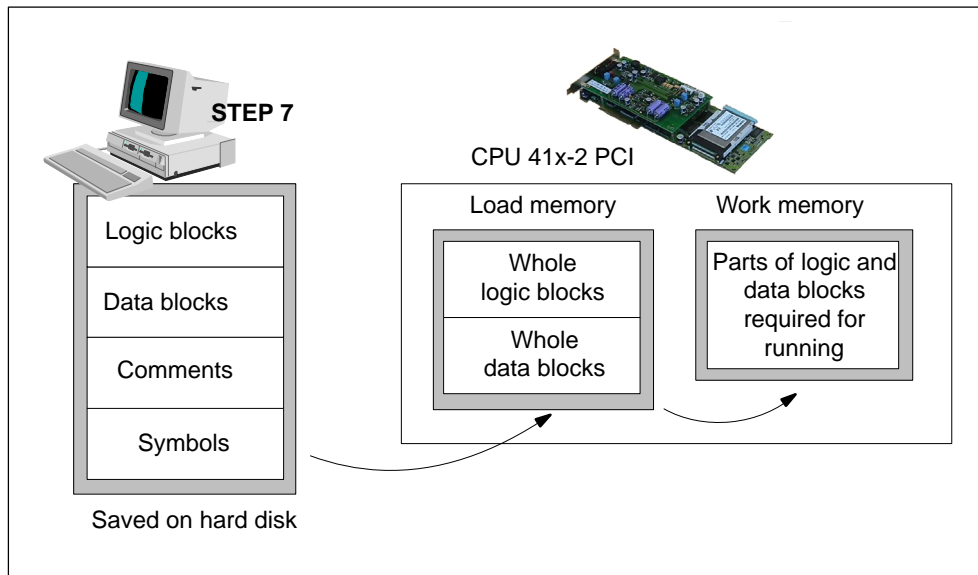 STEP 7
CPU 41x-2 PCI
Logic blocks
Data blocks
Comments
Symbols
Saved on hard disk
Load memory
Whole
logic blocks
Whole
data blocks
Work memory
Parts of logic and
data blocks
required for
running